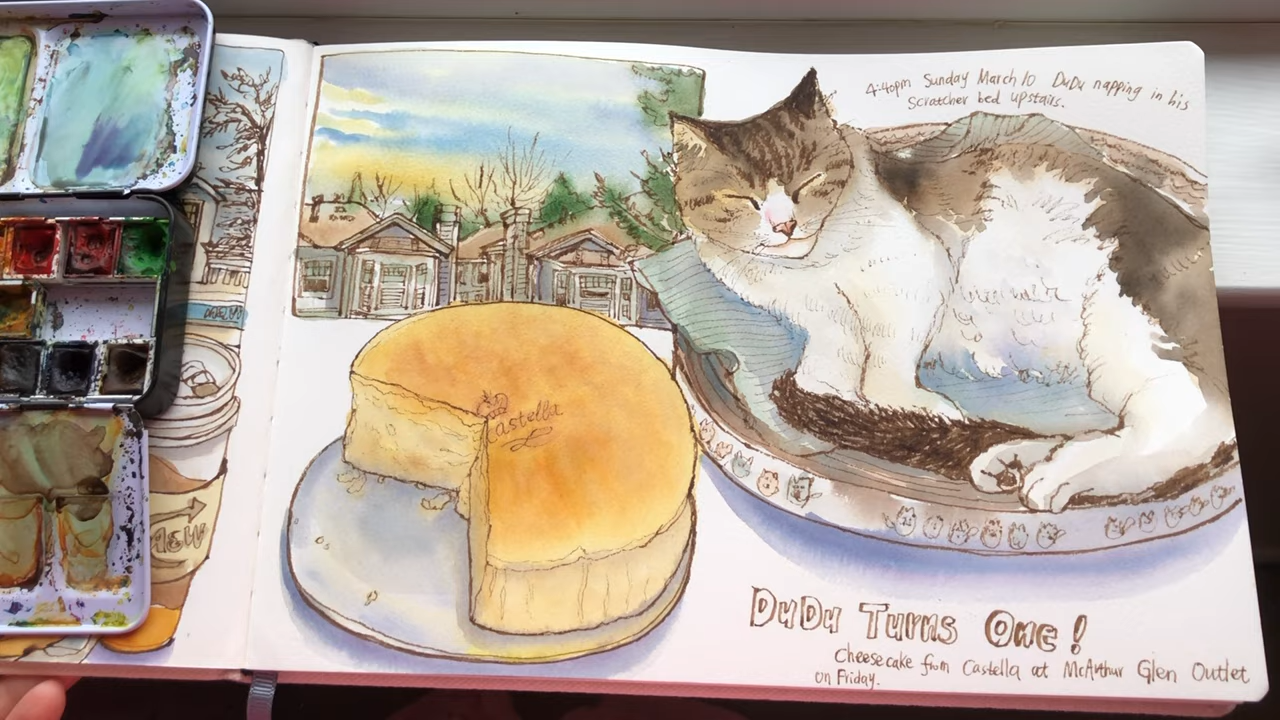 4:40pm Sunday March 10 DuDu napping in his
Scratcher bed upstairs.
Castella
A&W
DuDu Turns One!
Cheesecake from Castella at McArthur Glen Outlet
on Friday.